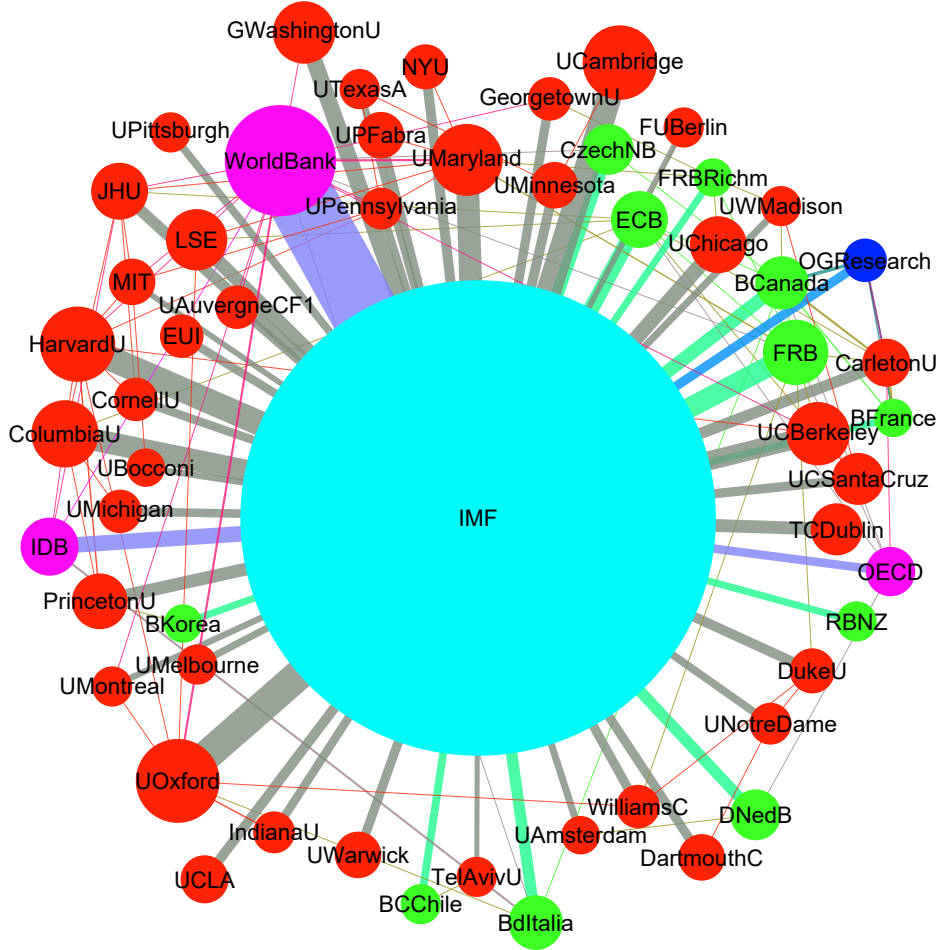 GWashingtonU
UCambridge
NYU
UTexasA
GeorgetownU
UPittsburgh
UPFabra
FUBerlin
CzechNB
WorldBank
UMaryland
FRBRichm
UMinnesota
JHU
UPennsylvania
UWMadison
ECB
LSE
UChicago
OGResearch
MIT
BCanada
UAuvergneCF1
EUI
HarvardU
FRB
CarletonU
CornellU
BFrance
ColumbiaU
UCBerkeley
UBocconi
UCSantaCruz
UMichigan
IMF
TCDublin
IDB
OECD
PrincetonU
BKorea
RBNZ
UMelbourne
DukeU
UMontreal
UNotreDame
UOxford
WilliamsC
DNedB
IndianaU
UAmsterdam
UWarwick
DartmouthC
UCLA
TelAvivU
BCChile
BdItalia